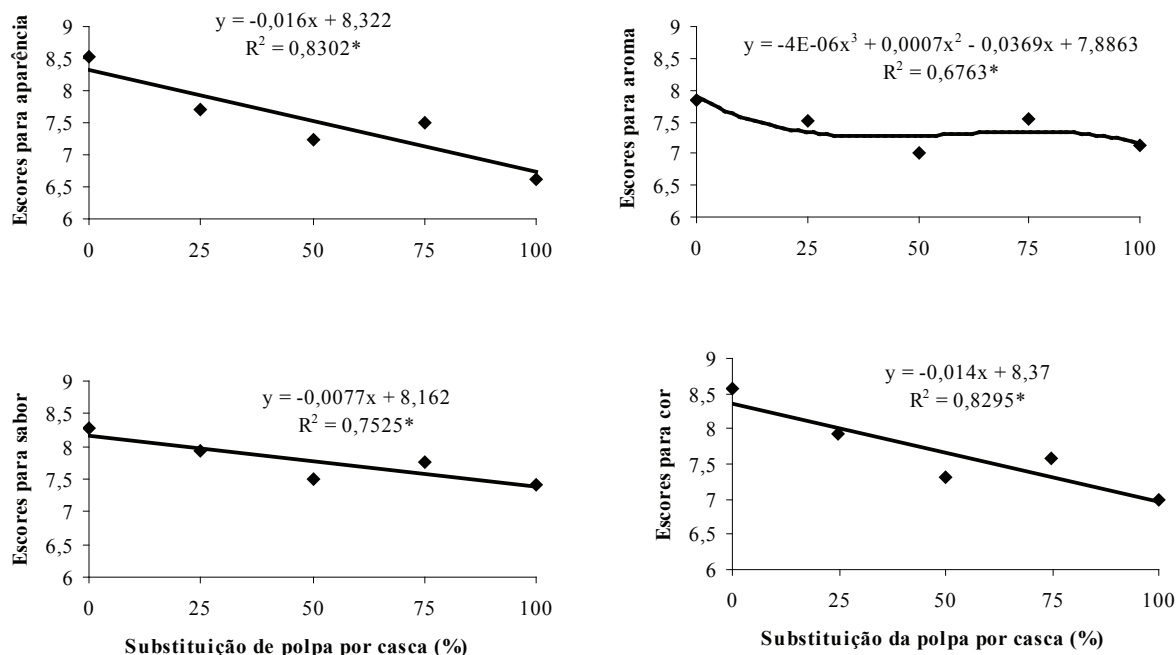 y = -0,016x + 8,322
R² = 0,8302*
Escores para aparência
9
8,5
8
7,5
7
6,5
6
0 25 50 75 100
y = -4E-06x³ + 0,0007x² - 0,0369x + 7,8863
R² = 0,6763*
Escores para aroma
9
8,5
8
7,5
7
6,5
6
0 25 50 75 100
y = -0,0077x + 8,162
R² = 0,7525*
Escores para sabor
9
8,5
8
7,5
7
6,5
6
0 25 50 75 100
Substituição de polpa por casca (%)
y = -0,014x + 8,37
R² = 0,8295*
Escores para cor
9
8,5
8
7,5
7
6,5
6
0 25 50 75 100
Substituição da polpa por casca (%)